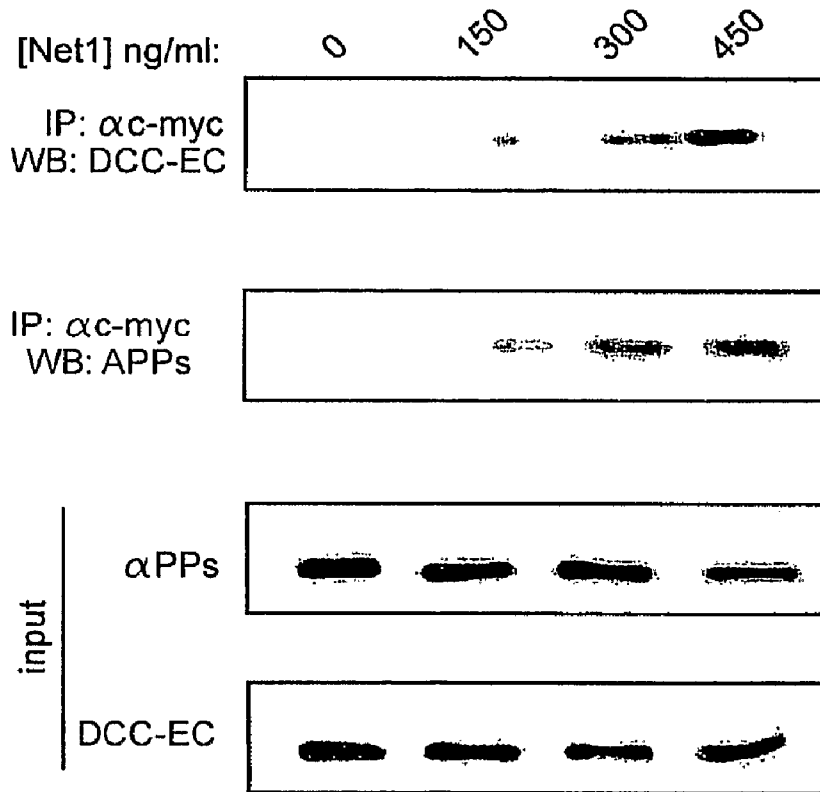 [Net1] ng/ml: 0 150 300 450
IP: αc-myc
WB: DCC-EC
IP: αc-myc
WB: APPs
input
αPPs
DCC-EC